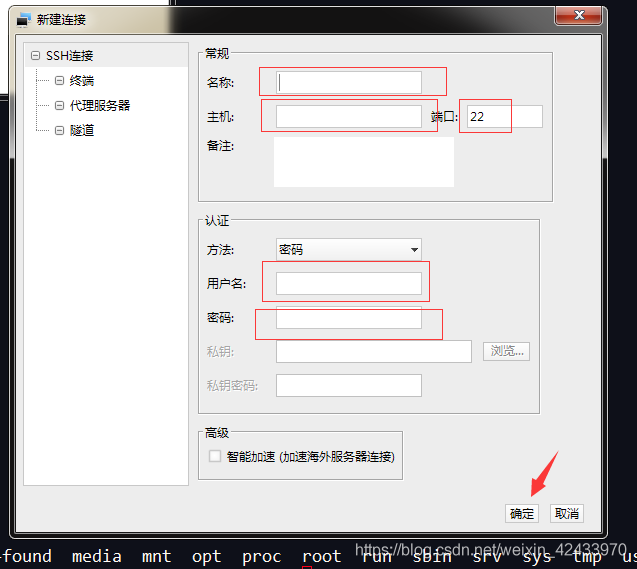 新建连接
SSH连接
终端
代理服务器
隧道
常规
名称:
主机:
端口: 22
备注:
认证
方法: 密码
用户名:
密码:
私钥:
浏览...
私钥密码:
高级
智能加速 (加速海外服务器连接)
确定 取消
-found media mnt opt proc root run sbin srv sys tmp us
https://blog.csdn.net/weixin_42433970